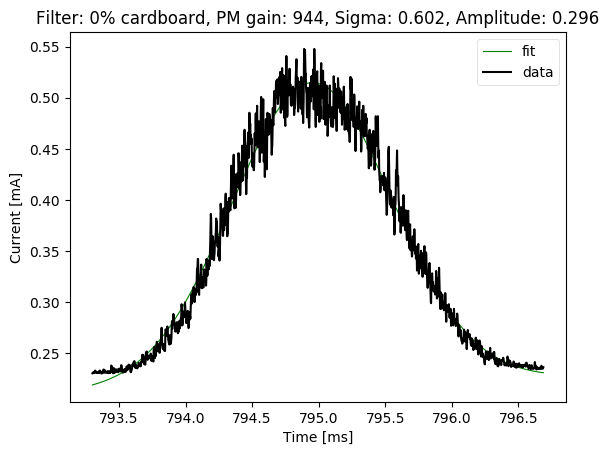 Filter: 0% cardboard, PM gain: 944, Sigma: 0.602, Amplitude: 0.296
fit
data
0.55
0.50
0.45
0.40
0.35
0.30
0.25
Current [mA]
793.5
794.0
794.5
795.0
795.5
796.0
796.5
Time [ms]